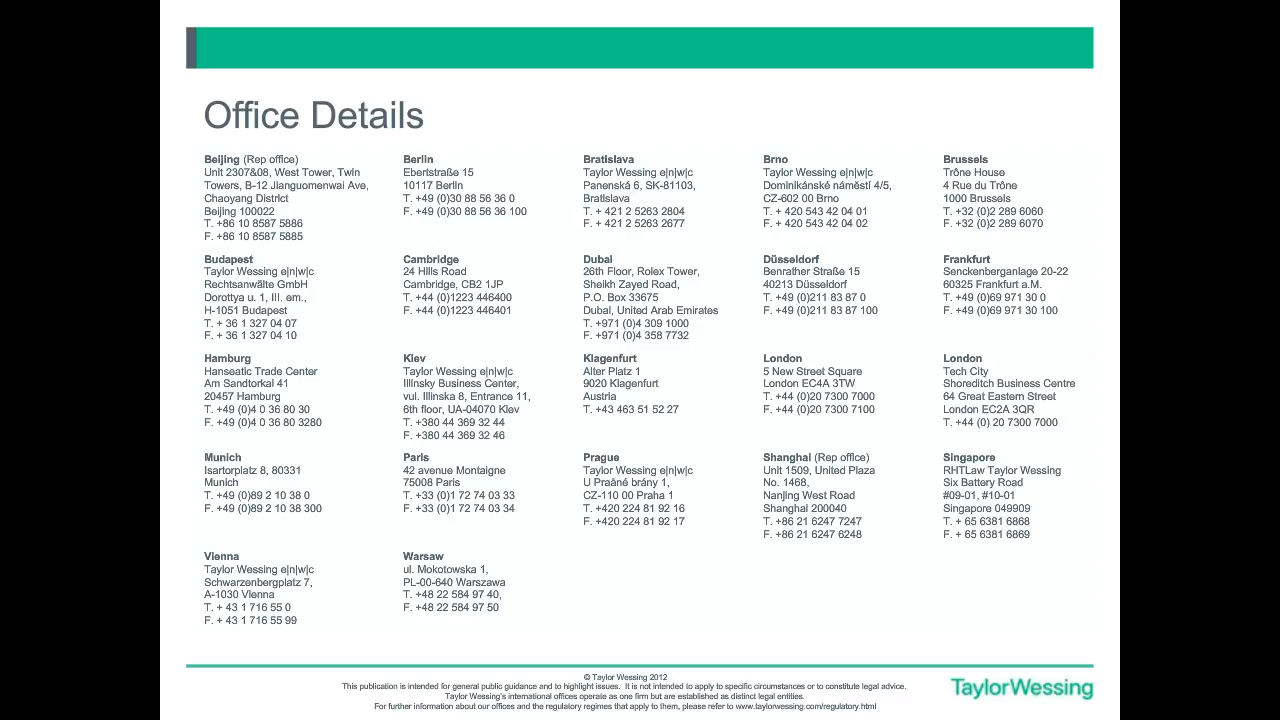 Office Details
Beijing (Rep office)
Unit 2307&08, West Tower, Twin
Towers, B-12 Jianguomenwai Ave,
Chaoyang District
Beijing 100022
T. +86 10 8587 5886
F. +86 10 8587 5885
Berlin
Ebertstraße 15
10117 Berlin
T. +49 (0)30 88 56 36 0
F. +49 (0)30 88 56 36 100
Bratislava
Taylor Wessing e|n|w|c
Panenská 6, SK-81103,
Bratislava
T. + 421 2 5263 2804
F. + 421 2 5263 2677
Brno
Taylor Wessing e|n|w|c
Dominikánské náměstí 4/5,
CZ-602 00 Brno
T. + 420 543 42 04 01
F. + 420 543 42 04 02
Brussels
Trône House
4 Rue du Trône
1000 Brussels
T. +32 (0)2 289 6060
F. +32 (0)2 289 6070
Budapest
Taylor Wessing e|n|w|c
Rechtsanwälte GmbH
Dorottya u. 1, III. em.,
H-1051 Budapest
T. + 36 1 327 04 07
F. + 36 1 327 04 10
Cambridge
24 Hills Road
Cambridge, CB2 1JP
T. +44 (0)1223 446400
F. +44 (0)1223 446401
Dubai
26th Floor, Rolex Tower,
Sheikh Zayed Road,
P.O. Box 33675
Dubai, United Arab Emirates
T. +971 (0)4 309 1000
F. +971 (0)4 358 7732
Düsseldorf
Benrather Straße 15
40213 Düsseldorf
T. +49 (0)211 83 87 0
F. +49 (0)211 83 87 100
Frankfurt
Senckenberganlage 20-22
60325 Frankfurt a.M.
T. +49 (0)69 971 30 0
F. +49 (0)69 971 30 100
Hamburg
Hanseatic Trade Center
Am Sandtorkai 41
20457 Hamburg
T. +49 (0)4 0 36 80 30
F. +49 (0)4 0 36 80 3280
Kiev
Taylor Wessing e|n|w|c
Illinsky Business Center,
vul. Illinska 8, Entrance 11,
6th floor, UA-04070 Kiev
T. +380 44 369 32 44
F. +380 44 369 32 46
Klagenfurt
Alter Platz 1
9020 Klagenfurt
Austria
T. +43 463 51 52 27
London
5 New Street Square
London EC4A 3TW
T. +44 (0)20 7300 7000
F. +44 (0)20 7300 7100
London
Tech City
Shoreditch Business Centre
64 Great Eastern Street
London EC2A 3QR
T. +44 (0) 20 7300 7000
Munich
Isartorplatz 8, 80331
Munich
T. +49 (0)89 2 10 38 0
F. +49 (0)89 2 10 38 300
Paris
42 avenue Montaigne
75008 Paris
T. +33 (0)1 72 74 03 33
F. +33 (0)1 72 74 03 34
Prague
Taylor Wessing e|n|w|c
U Prašné brány 1,
CZ-110 00 Praha 1
T. +420 224 81 92 16
F. +420 224 81 92 17
Shanghai (Rep office)
Unit 1509, United Plaza
No. 1468,
Nanjing West Road
Shanghai 200040
T. +86 21 6247 7247
F. +86 21 6247 6248
Singapore
RHTLaw Taylor Wessing
Six Battery Road
#09-01, #10-01
Singapore 049909
T. + 65 6381 6868
F. + 65 6381 6869
Vienna
Taylor Wessing e|n|w|c
Schwarzenbergplatz 7,
A-1030 Vienna
T. + 43 1 716 55 0
F. + 43 1 716 55 99
Warsaw
ul. Mokotowska 1,
PL-00-640 Warszawa
T. +48 22 584 97 40,
F. +48 22 584 97 50
© Taylor Wessing 2012
This publication is intended for general public guidance and to highlight issues. It is not intended to apply to specific circumstances or to constitute legal advice.
Taylor Wessing's international offices operate as one firm but are established as distinct legal entities.
For further information about our offices and the regulatory regimes that apply to them, please refer to www.taylorwessing.com/regulatory.html
TaylorWessing